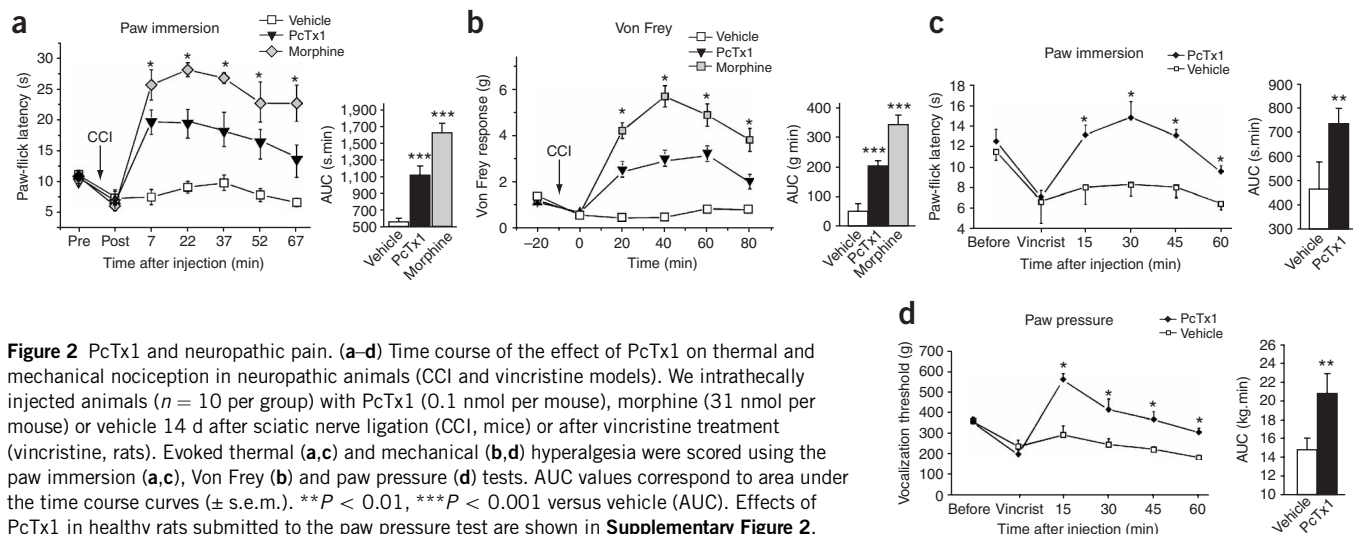 a
Paw immersion
Vehicle
PcTx1
Morphine
Paw-flick latency (s)
30
25
20
15
10
5
CCI
* * * * *
Pre Post 7 22 37 52 67
Time after injection (min)
AUC (s.min)
1,900
1,700
1,500
1,300
1,100
900
700
500
***
***
Vehicle
PcTx1
Morphine
b
Von Frey
Vehicle
PcTx1
Morphine
Von Frey response (g)
7
6
5
4
3
2
1
0
CCI
* * * *
–20 0 20 40 60 80
Time (min)
AUC (g min)
400
300
200
100
0
***
***
Vehicle
PcTx1
Morphine
c
Paw immersion
PcTx1
Vehicle
Paw-flick latency (s)
18
16
14
12
10
8
6
4
* * * *
Before Vincrist 15 30 45 60
Time after injection (min)
AUC (s.min)
900
800
700
600
500
400
300
**
Vehicle
PcTx1
d
Paw pressure
PcTx1
Vehicle
Vocalization threshold (g)
700
600
500
400
300
200
100
0
* * * *
Before Vincrist 15 30 45 60
Time after injection (min)
AUC (kg.min)
26
24
22
20
18
16
14
12
10
**
Vehicle
PcTx1
Figure 2 PcTx1 and neuropathic pain. (a–d) Time course of the effect of PcTx1 on thermal and
mechanical nociception in neuropathic animals (CCI and vincristine models). We intrathecally
injected animals (n = 10 per group) with PcTx1 (0.1 nmol per mouse), morphine (31 nmol per
mouse) or vehicle 14 d after sciatic nerve ligation (CCI, mice) or after vincristine treatment
(vincristine, rats). Evoked thermal (a,c) and mechanical (b,d) hyperalgesia were scored using the
paw immersion (a,c), Von Frey (b) and paw pressure (d) tests. AUC values correspond to area under
the time course curves (± s.e.m.). **P < 0.01, ***P < 0.001 versus vehicle (AUC). Effects of
PcTx1 in healthy rats submitted to the paw pressure test are shown in Supplementary Figure 2.